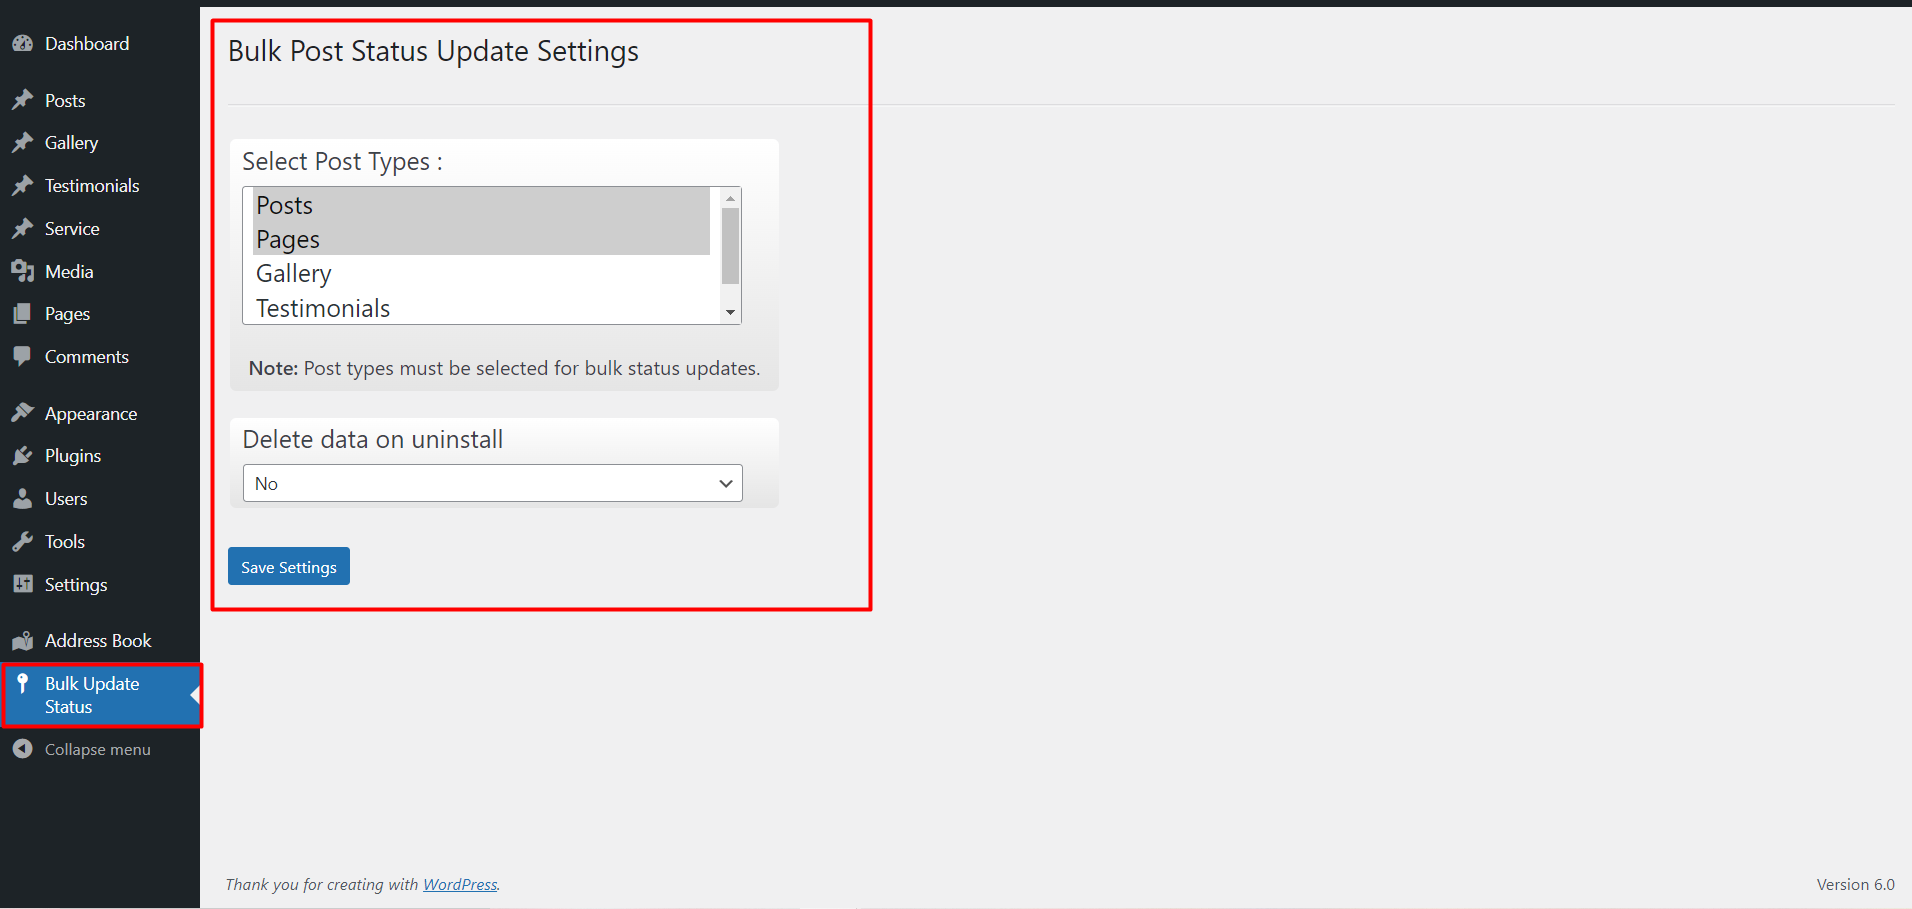 Dashboard
Posts
Gallery
Testimonials
Service
Media
Pages
Comments
Appearance
Plugins
Users
Tools
Settings
Address Book
Bulk Update
Status
Collapse menu
Bulk Post Status Update Settings
Select Post Types :
Posts
Pages
Gallery
Testimonials
Note: Post types must be selected for bulk status updates.
Delete data on uninstall
No
Save Settings
Thank you for creating with WordPress.
Version 6.0